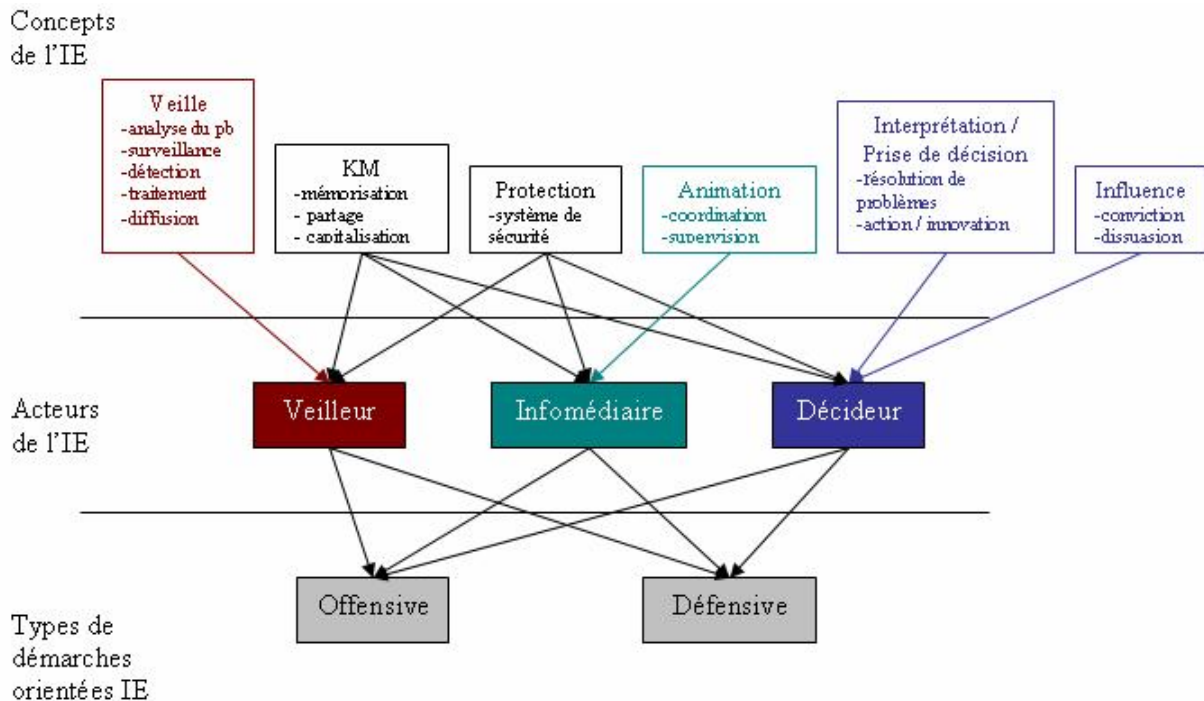 Concepts
de l'IE
Veille
-analyse du pb
-surveillance
-détection
-traitement
-diffusion
KM
-mémorisation
- partage
- capitalisation
Protection
-système de
sécurité
Animation
-coordination
-supervision
Interprétation /
Prise de décision
-résolution de
problèmes
-action / innovation
Influence
-conviction
-dissuasion
Acteurs
de l'IE
Veilleur
Infomédiaire
Décideur
Types de
démarches
orientées IE
Offensive
Défensive